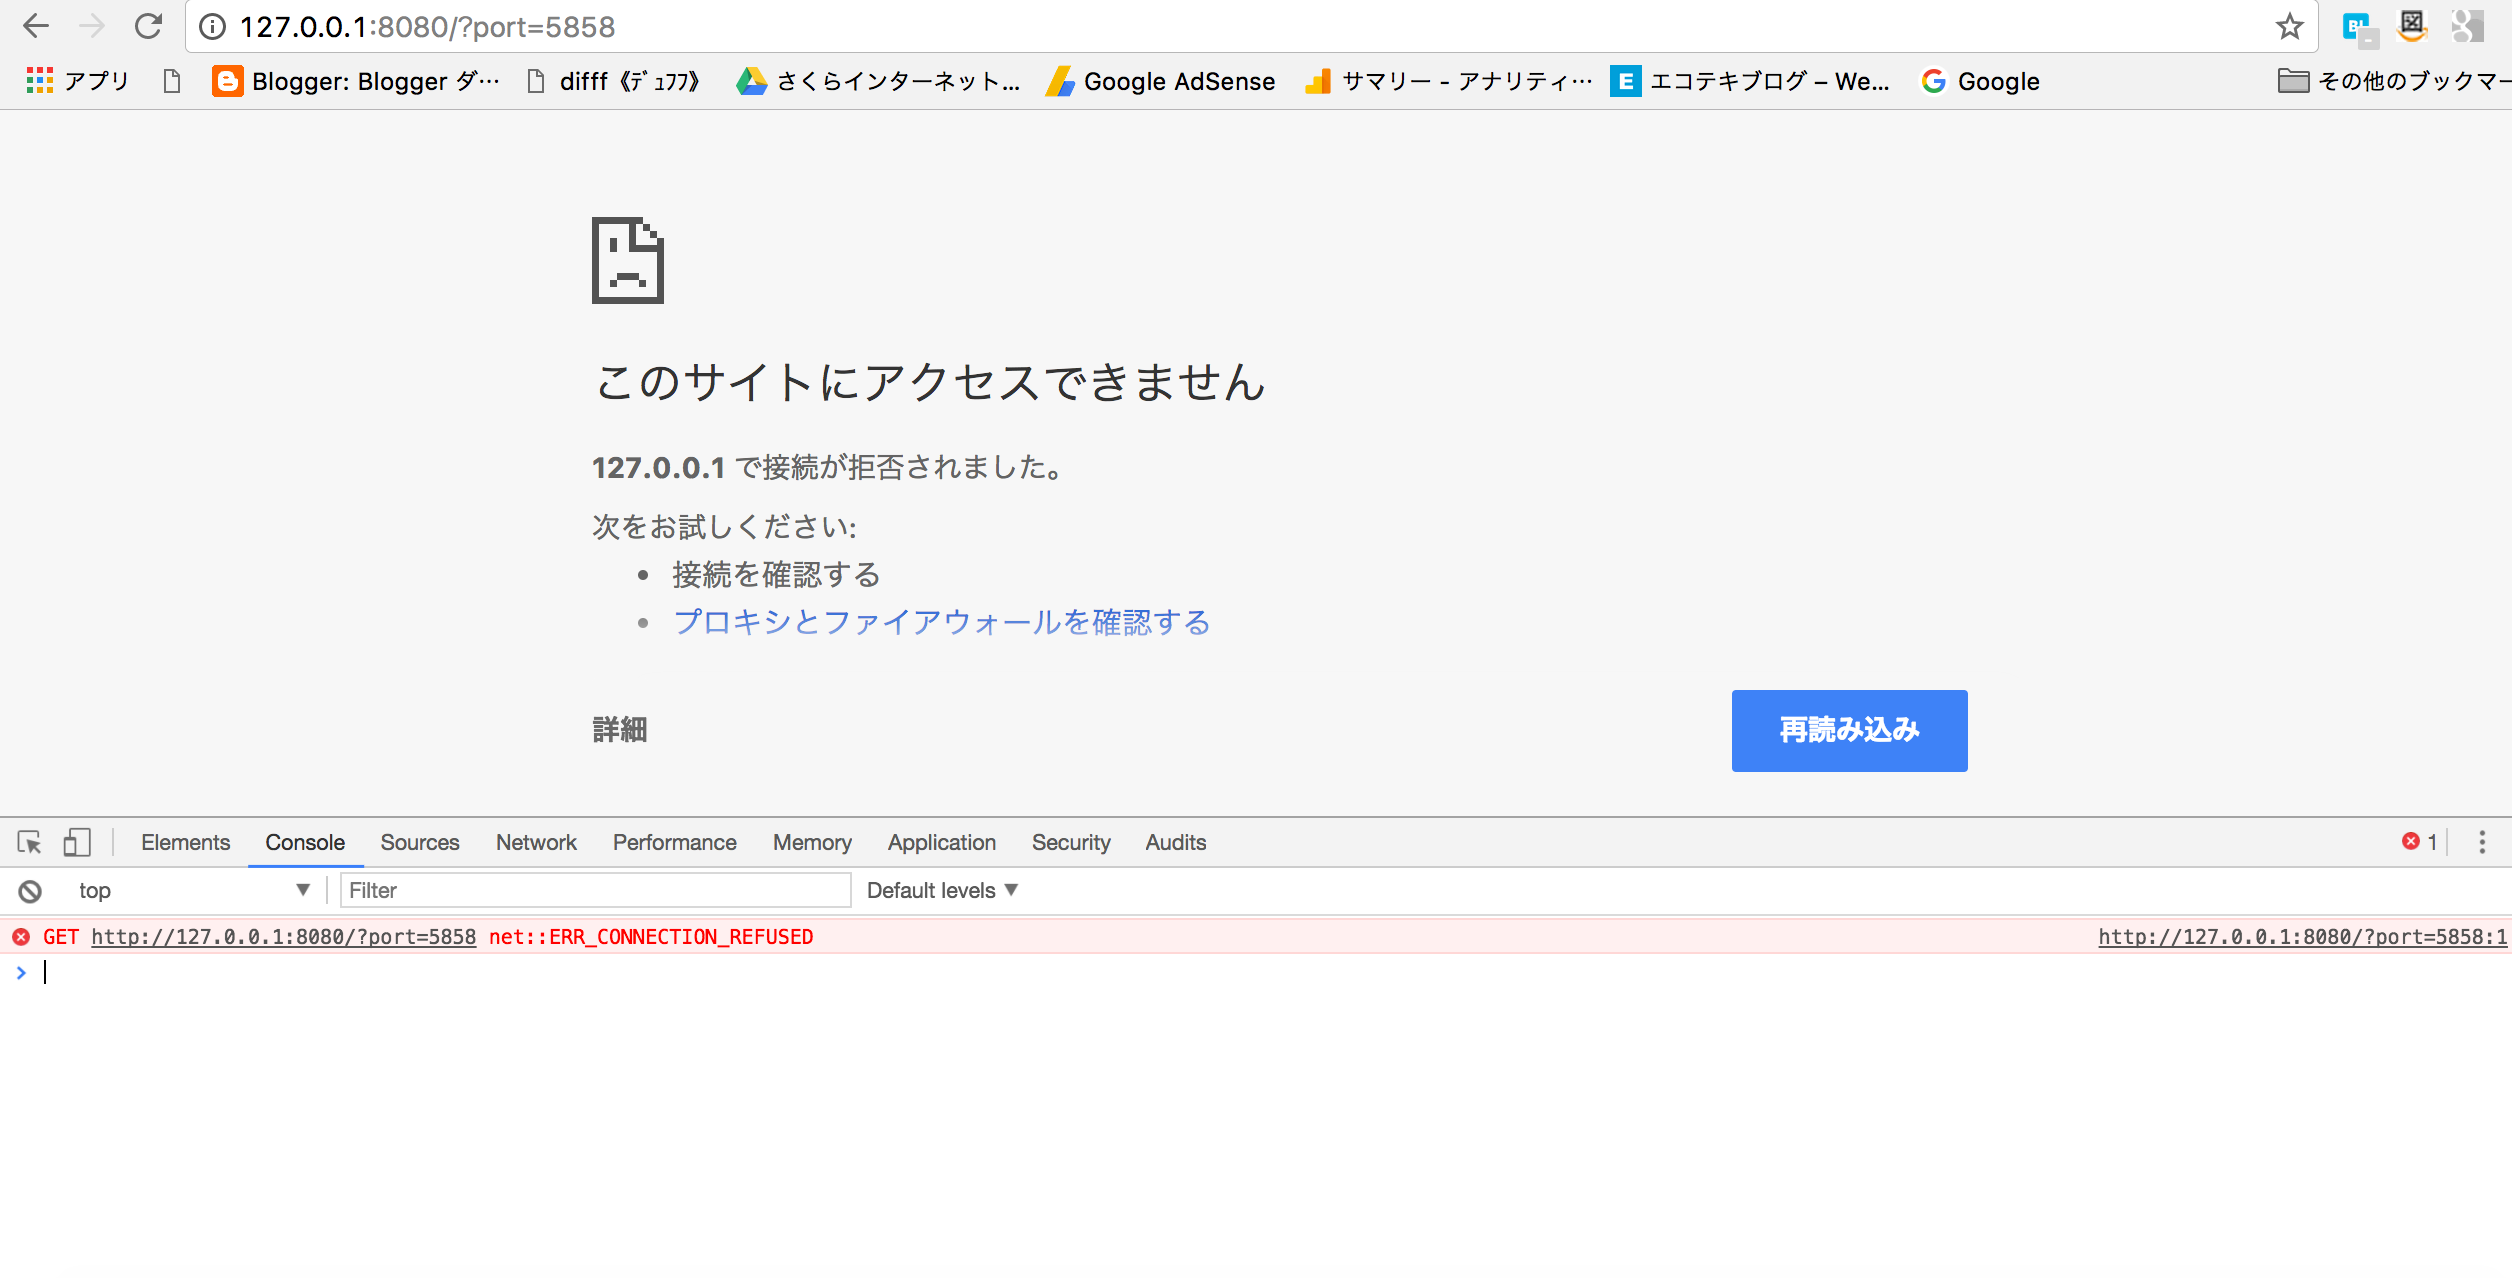 127.0.0.1:8080/?port=5858
アプリ Blogger: Blogger ダ… difff《ﾃﾞｭﾌﾌ》 さくらインターネット... Google AdSense サマリー - アナリティ… エコテキブログ – We... Google その他のブックマー
このサイトにアクセスできません
127.0.0.1 で接続が拒否されました。
次をお試しください:
• 接続を確認する
• プロキシとファイアウォールを確認する
詳細 再読み込み
Elements Console Sources Network Performance Memory Application Security Audits 1
top Filter Default levels
GET http://127.0.0.1:8080/?port=5858 net::ERR_CONNECTION_REFUSED http://127.0.0.1:8080/?port=5858:1